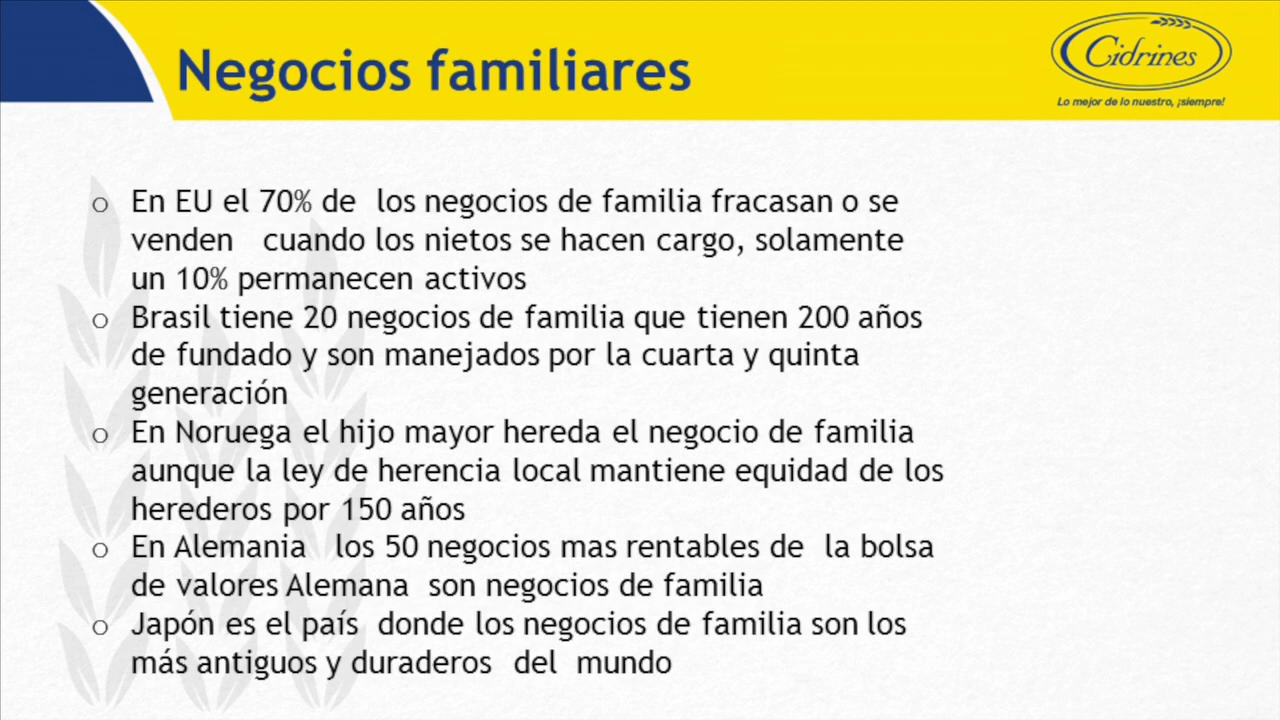 Negocios familiares
Cidrines
Lo mejor de lo nuestro, ¡siempre!
o En EU el 70% de los negocios de familia fracasan o se
venden cuando los nietos se hacen cargo, solamente
un 10% permanecen activos
o Brasil tiene 20 negocios de familia que tienen 200 años
de fundado y son manejados por la cuarta y quinta
generación
o En Noruega el hijo mayor hereda el negocio de familia
aunque la ley de herencia local mantiene equidad de los
herederos por 150 años
o En Alemania los 50 negocios mas rentables de la bolsa
de valores Alemana son negocios de familia
o Japón es el país donde los negocios de familia son los
más antiguos y duraderos del mundo